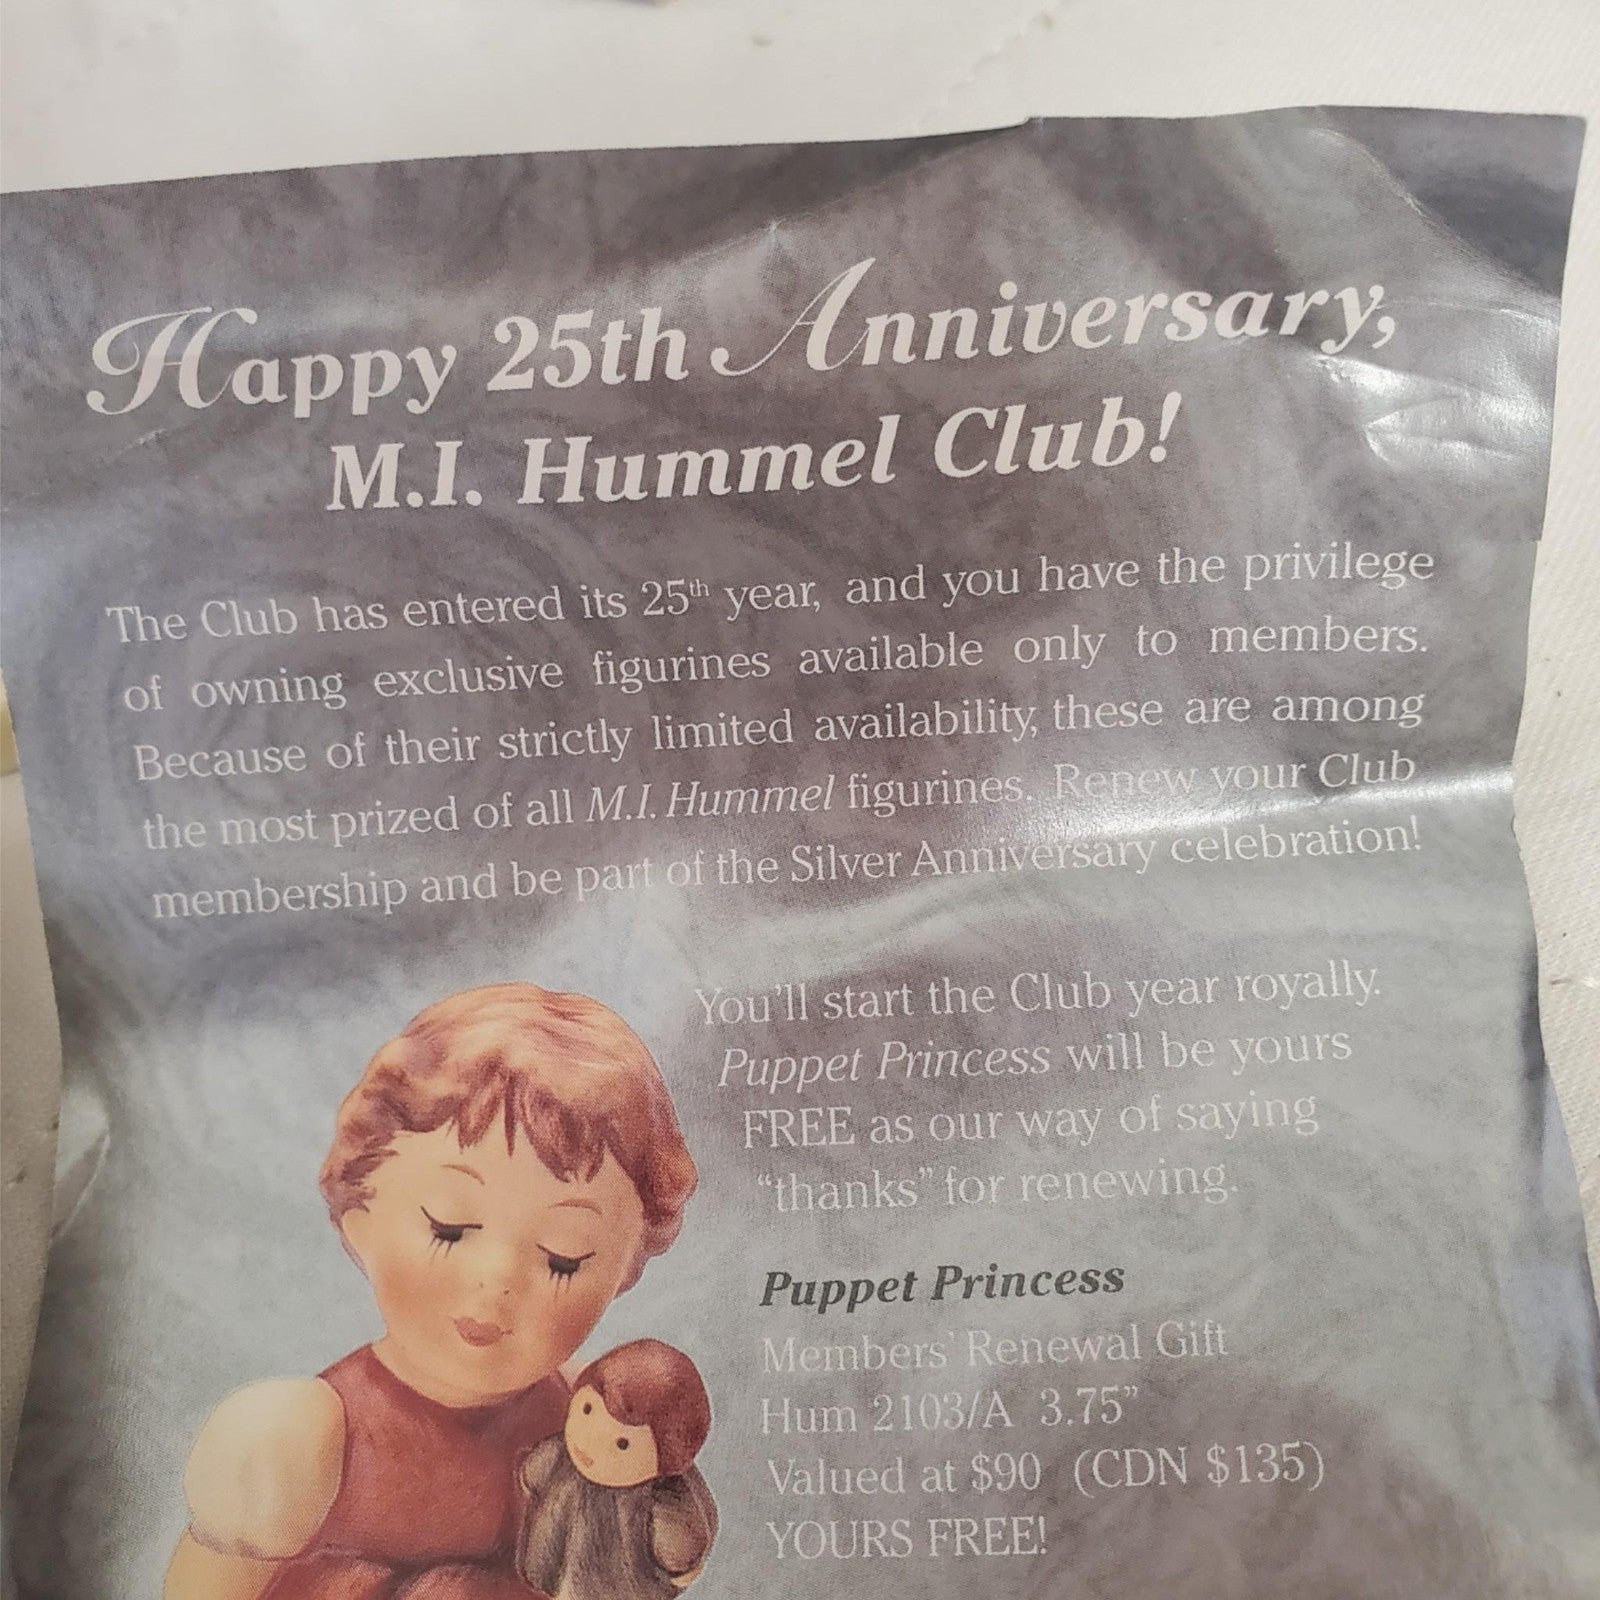 Happy 25th Anniversary,
M.I. Hummel Club!
The Club has entered its 25th year, and you have the privilege
of owning exclusive figurines available only to members.
Because of their strictly limited availability, these are among
the most prized of all M.I. Hummel figurines. Renew your Club
membership and be part of the Silver Anniversary celebration!
You'll start the Club year royally.
Puppet Princess will be yours
FREE as our way of saying
“thanks” for renewing.
Puppet Princess
Members' Renewal Gift
Hum 2103/A 3.75”
Valued at $90 (CDN $135)
YOURS FREE!